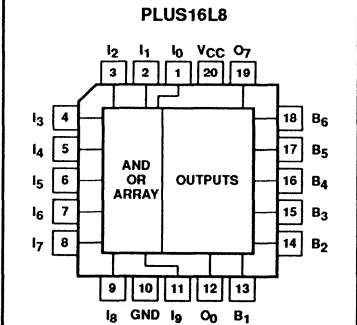 PLUS16L8
I2 I1 I0 VCC O7
3 2 1 20 19
I3 4 18 B6
I4 5 17 B5
I5 6 16 B4
I6 7 15 B3
I7 8 14 B2
AND
OR
ARRAY
OUTPUTS
9 10 11 12 13
I8 GND I9 O0 B1